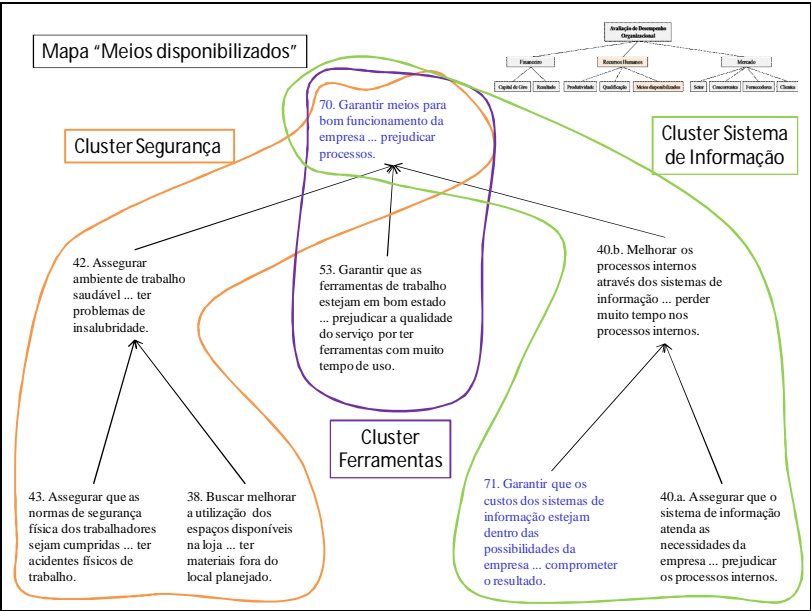 Mapa “Meios disponibilizados”
Avaliação de Desempenho
Organizacional
Financeiro
Recursos Humanos
Mercado
Capital de Giro
Resultado
Produtividade
Qualificação
Meios disponibilizados
Setor
Concorrentes
Fornecedores
Clientes
70. Garantir meios para
bom funcionamento da
empresa ... prejudicar
processos.
Cluster Segurança
Cluster Sistema
de Informação
42. Assegurar
ambiente de trabalho
saudável ... ter
problemas de
insalubridade.
53. Garantir que as
ferramentas de trabalho
estejam em bom estado
... prejudicar a qualidade
do serviço por ter
ferramentas com muito
tempo de uso.
40.b. Melhorar os
processos internos
através dos sistemas de
informação ... perder
muito tempo nos
processos internos.
Cluster
Ferramentas
43. Assegurar que as
normas de segurança
física dos trabalhadores
sejam cumpridas ... ter
acidentes físicos de
trabalho.
38. Buscar melhorar
a utilização dos
espaços disponíveis
na loja ... ter
materiais fora do
local planejado.
71. Garantir que os
custos dos sistemas de
informação estejam
dentro das
possibilidades da
empresa ... comprometer
o resultado.
40.a. Assegurar que o
sistema de informação
atenda as
necessidades da
empresa ... prejudicar
os processos internos.